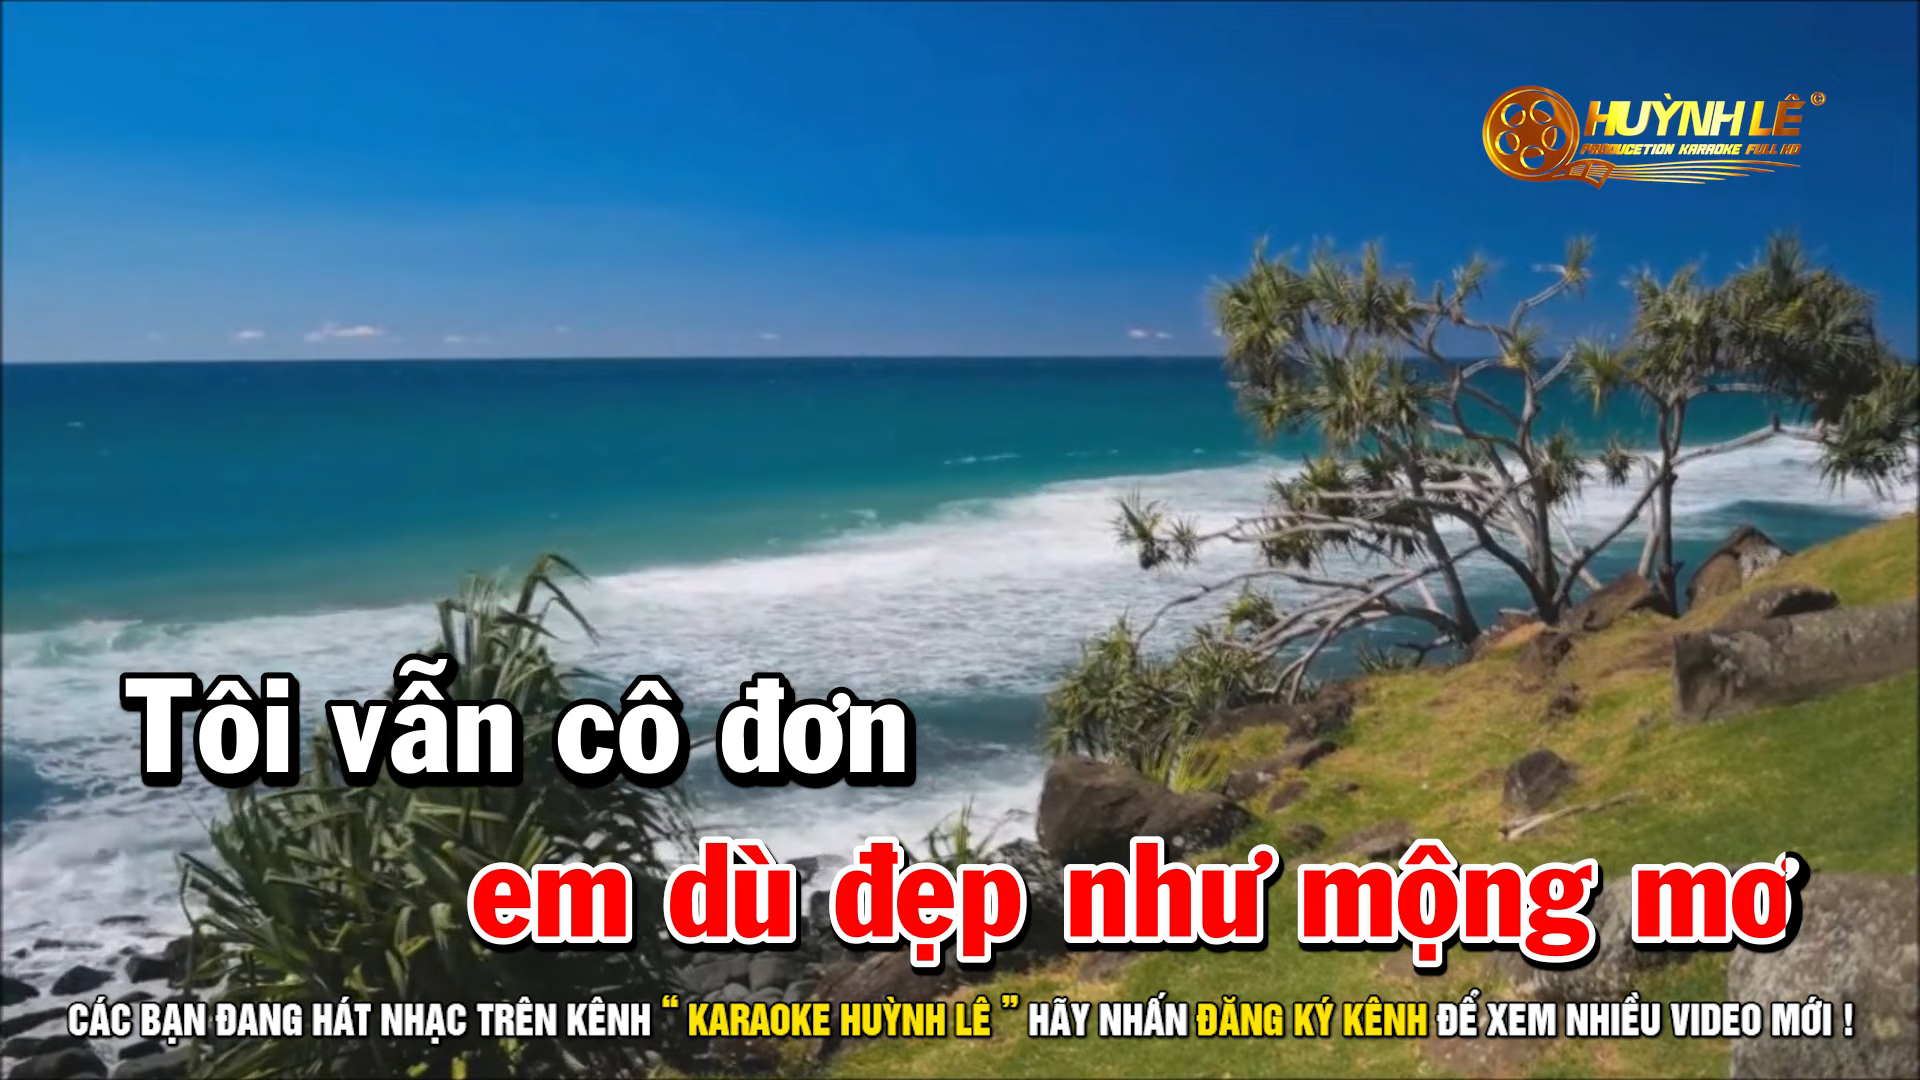 HUỲNH LÊ ©
PRODUCETION KARAOKE FULL HD
Tôi vẫn cô đơn
em dù đẹp như mộng mơ
CÁC BẠN ĐANG HÁT NHẠC TRÊN KÊNH “ KARAOKE HUỲNH LÊ ” HÃY NHẤN ĐĂNG KÝ KÊNH ĐỂ XEM NHIỀU VIDEO MỚI !